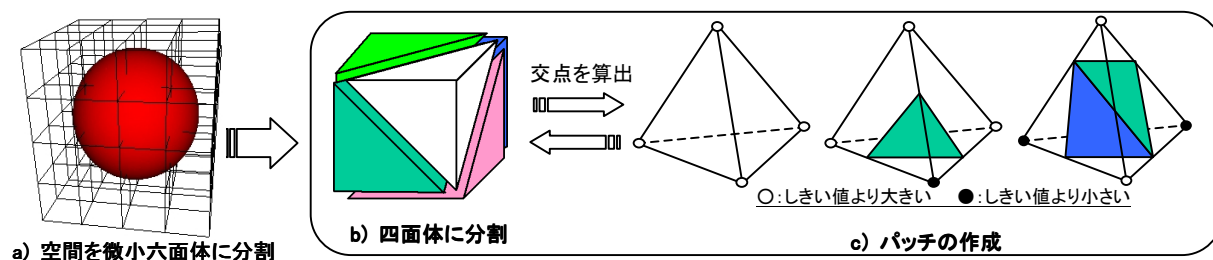 交点を算出
○:しきい値より大きい ●:しきい値より小さい
a) 空間を微小六面体に分割
b) 四面体に分割
c) パッチの作成